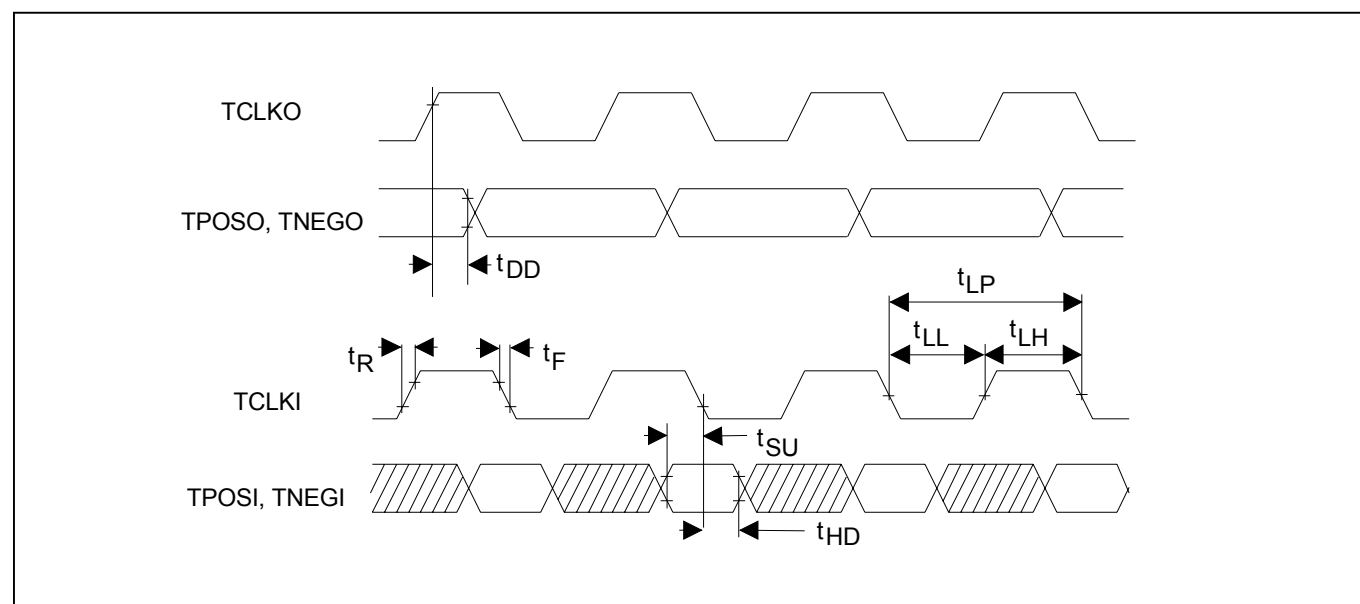 TCLKO
TPOSO, TNEGO
tDD
tLP
tLL
tLH
tR
tF
TCLKI
tSU
TPOSI, TNEGI
tHD